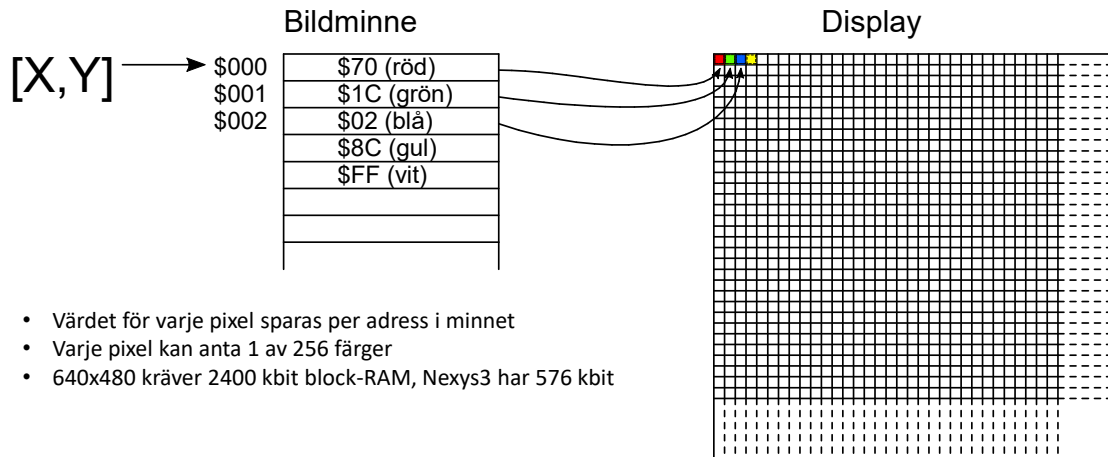 Bildminne
Display
[X,Y]
$000
$70 (röd)
$001
$1C (grön)
$002
$02 (blå)
$8C (gul)
$FF (vit)
• Värdet för varje pixel sparas per adress i minnet
• Varje pixel kan anta 1 av 256 färger
• 640x480 kräver 2400 kbit block-RAM, Nexys3 har 576 kbit